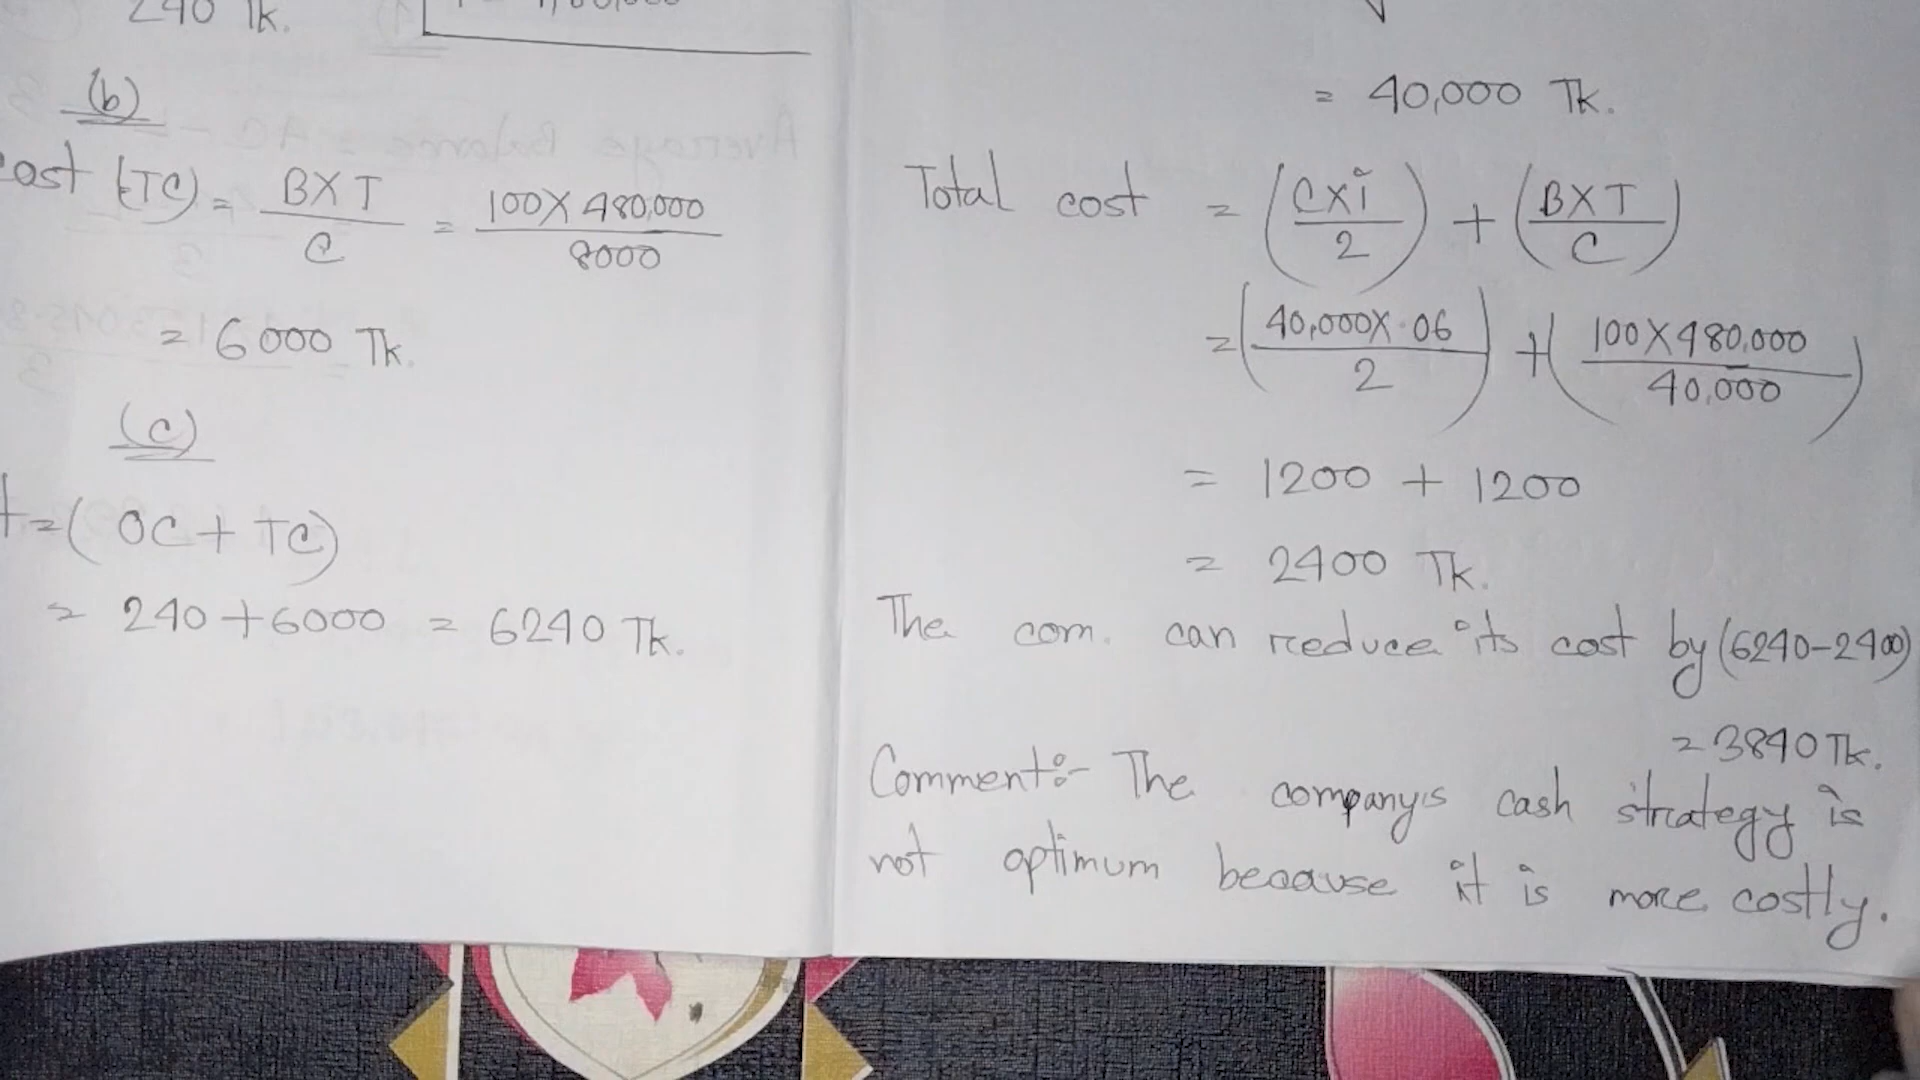 240 Tk.
(b)
cost (TC) = BXT / C = 100X480,000 / 8000
= 6000 Tk.
(c)
= (OC + TC)
= 240 + 6000 = 6240 Tk.
= 40,000 Tk.
Total cost = (CXi / 2) + (BXT / C)
= (40,000X.06 / 2) + (100X480,000 / 40,000)
= 1200 + 1200
= 2400 Tk.
The com. can reduce its cost by (6240-2400)
= 3840 Tk.
Comment:- The company's cash strategy is
not optimum because it is more costly.